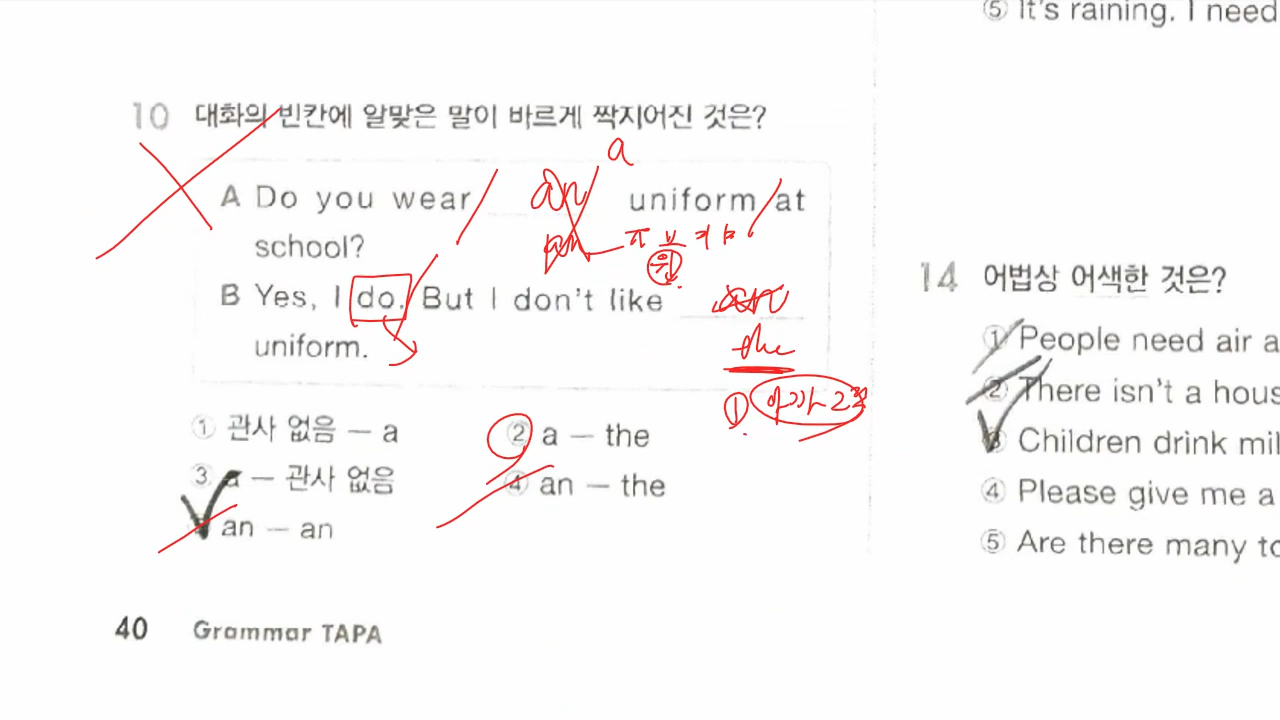 ⑤ It's raining. I need
10 대화의 빈칸에 알맞은 말이 바르게 짝지어진 것은?
a
A Do you wear an uniform at
school?
B Yes, I do. But I don't like
the
uniform.
①
① 관사 없음 – a
② a – the
③ a – 관사 없음
④ an – the
an – an
40 Grammar TAPA
14 어법상 어색한 것은?
① People need air a
② There isn't a hous
Children drink mil
④ Please give me a
⑤ Are there many to